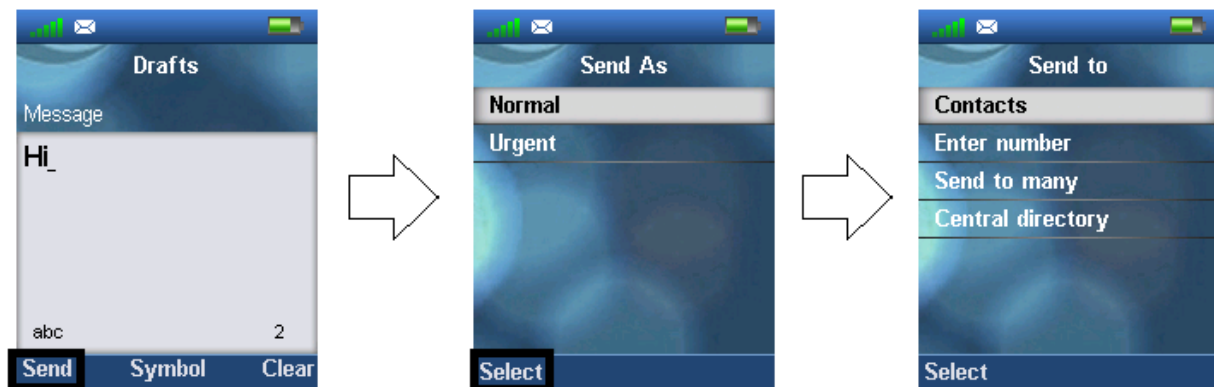 Drafts
Message
Hi_
abc 2
Send Symbol Clear
Send As
Normal
Urgent
Select
Send to
Contacts
Enter number
Send to many
Central directory
Select